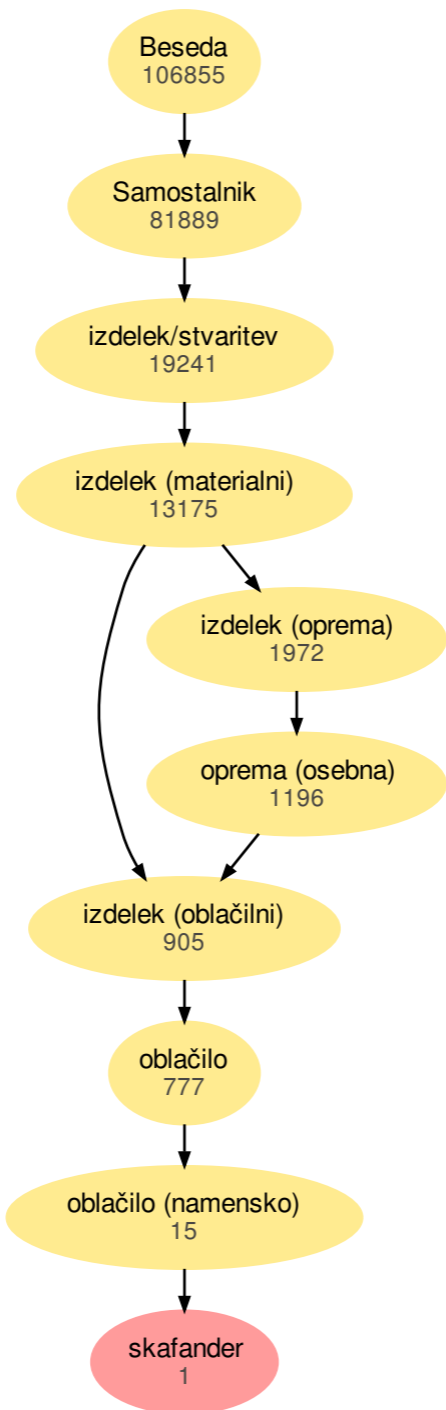 Beseda
106855
Samostalnik
81889
izdelek/stvaritev
19241
izdelek (materialni)
13175
izdelek (oprema)
1972
oprema (osebna)
1196
izdelek (oblačilni)
905
oblačilo
777
oblačilo (namensko)
15
skafander
1